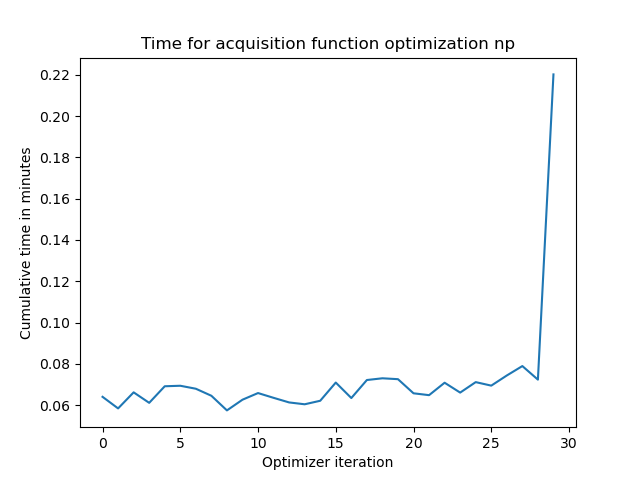 Time for acquisition function optimization np
Cumulative time in minutes
0.22
0.20
0.18
0.16
0.14
0.12
0.10
0.08
0.06
0 5 10 15 20 25 30
Optimizer iteration